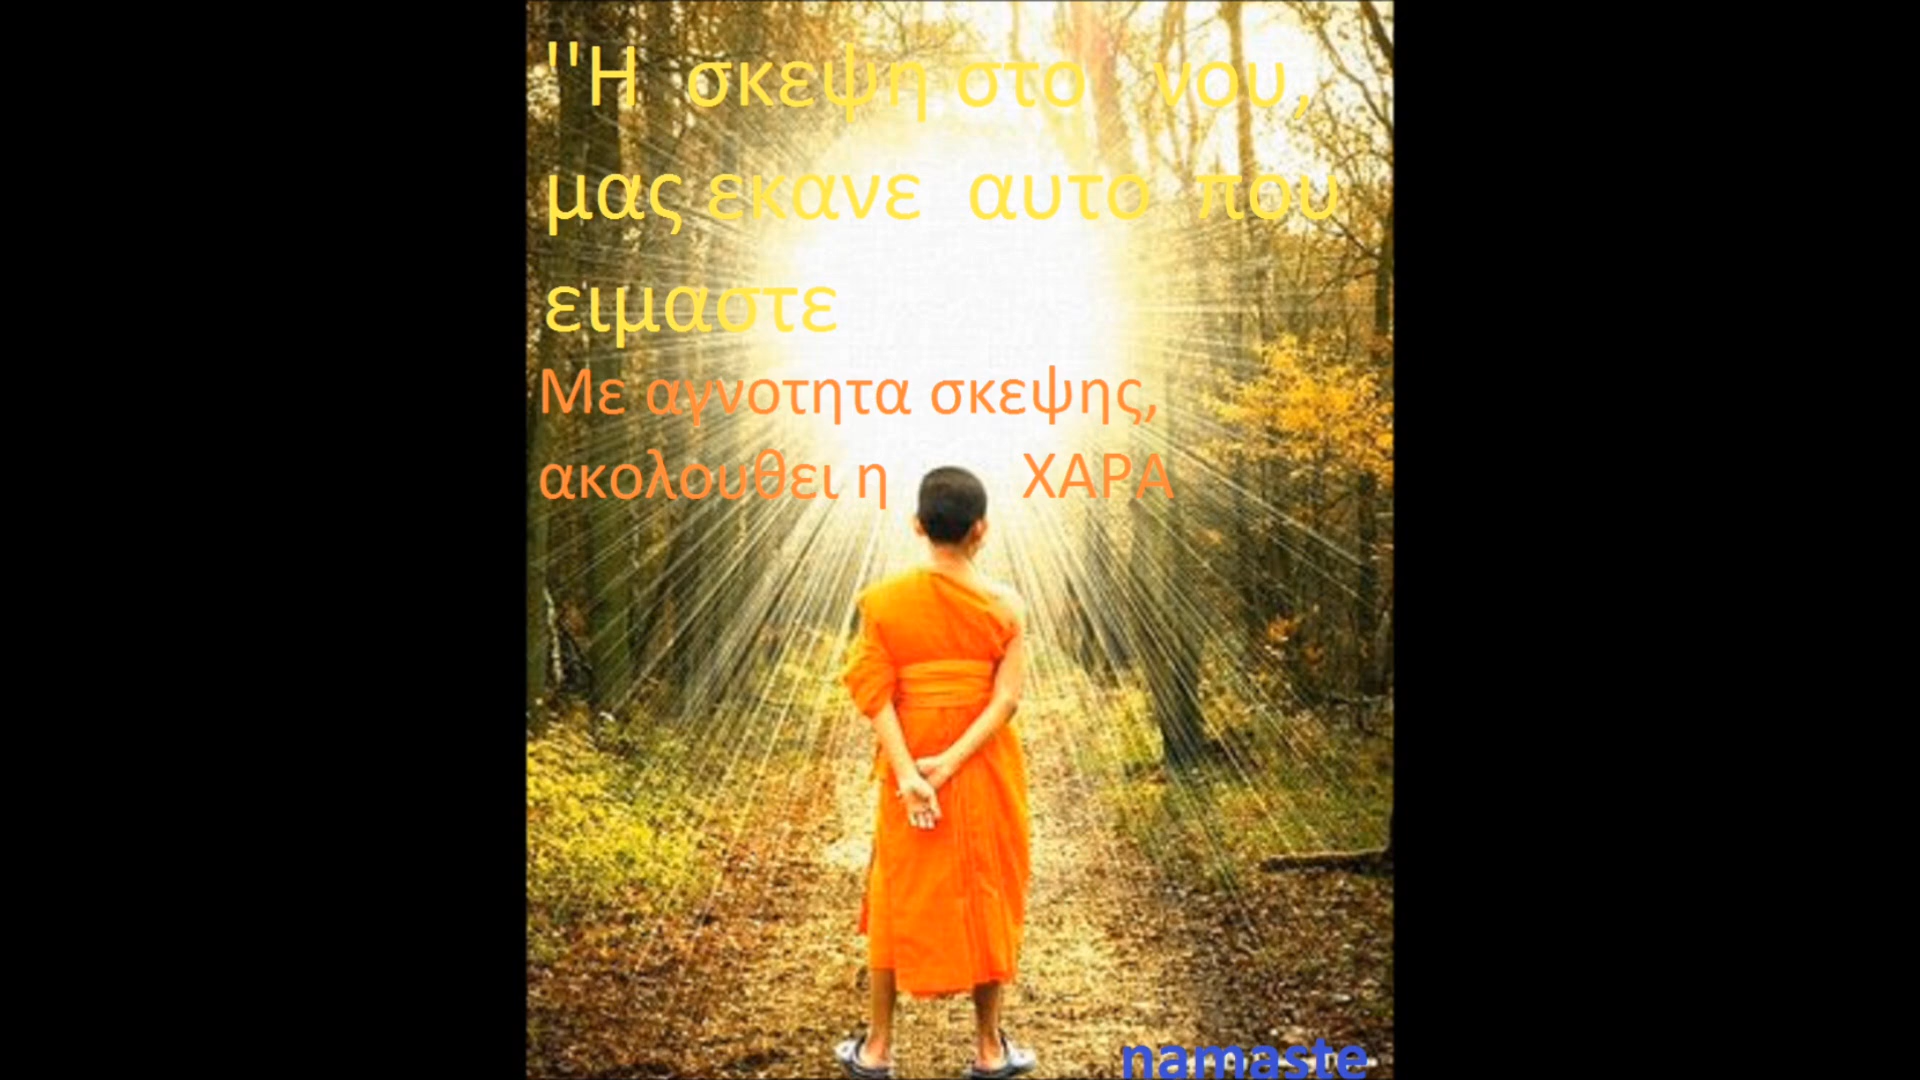 ''Η σκεψη στο νου,
μας εκανε αυτο που
ειμαστε
Με αγνοτητα σκεψης,
ακολουθει η ΧΑΡΑ
namaste